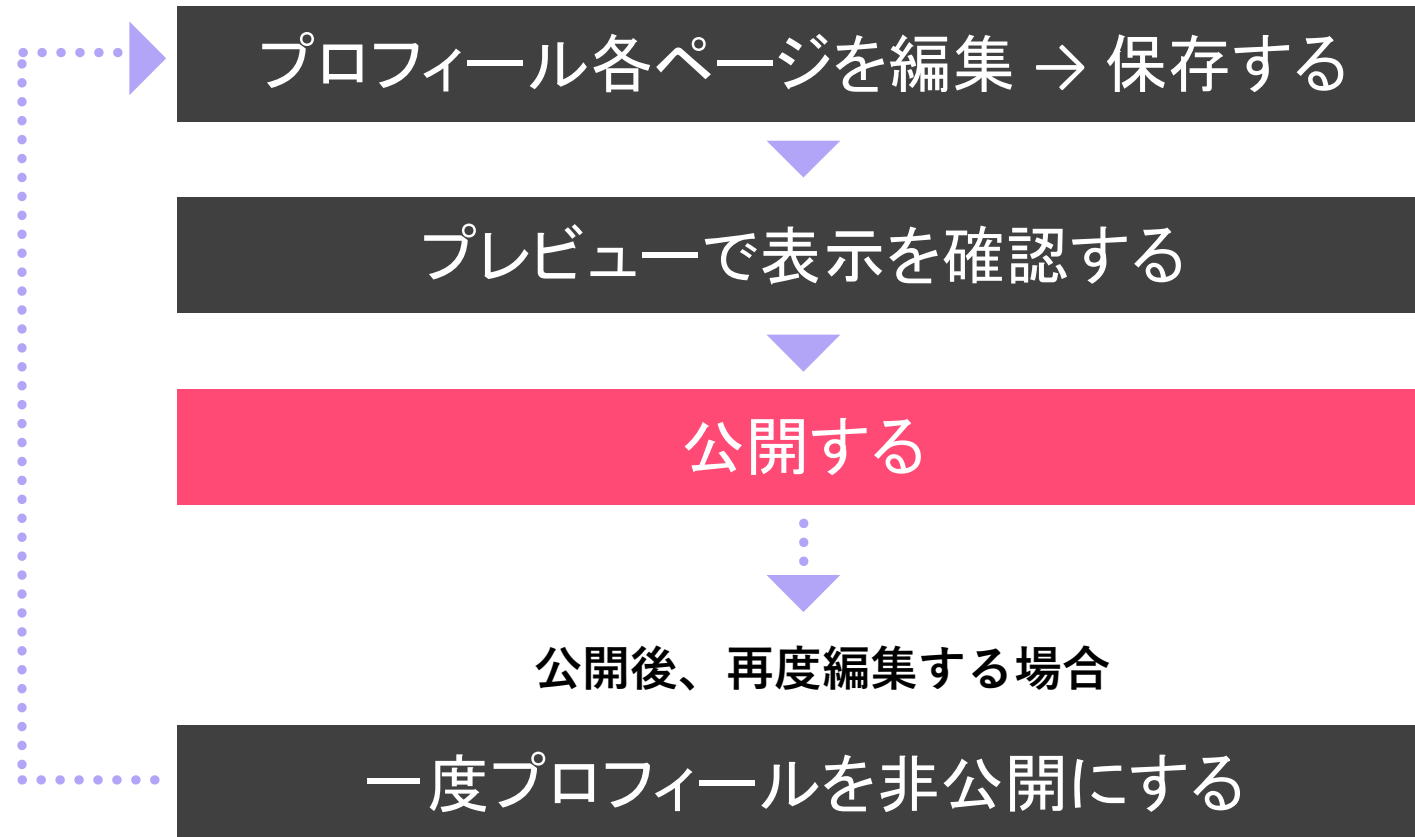 プロフィール各ページを編集 → 保存する
プレビューで表示を確認する
公開する
公開後、再度編集する場合
一度プロフィールを非公開にする